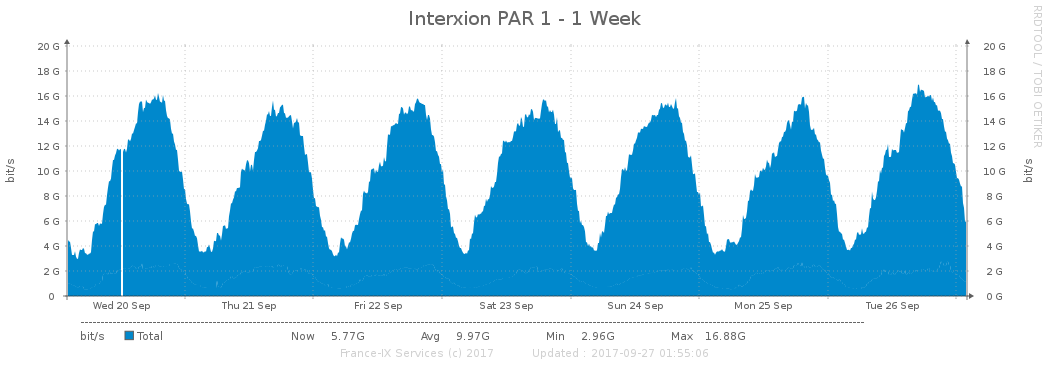 Interxion PAR 1 - 1 Week
RRDTOOL / TOBI OETIKER
20 G 20 G
18 G 18 G
16 G 16 G
14 G 14 G
12 G 12 G
10 G 10 G
8 G 8 G
6 G 6 G
4 G 4 G
2 G 2 G
0 0 G
bit/s
bit/s
Wed 20 Sep Thu 21 Sep Fri 22 Sep Sat 23 Sep Sun 24 Sep Mon 25 Sep Tue 26 Sep
bit/s Total Now 5.77G Avg 9.97G Min 2.96G Max 16.88G
France-IX Services (c) 2017 Updated : 2017-09-27 01:55:06